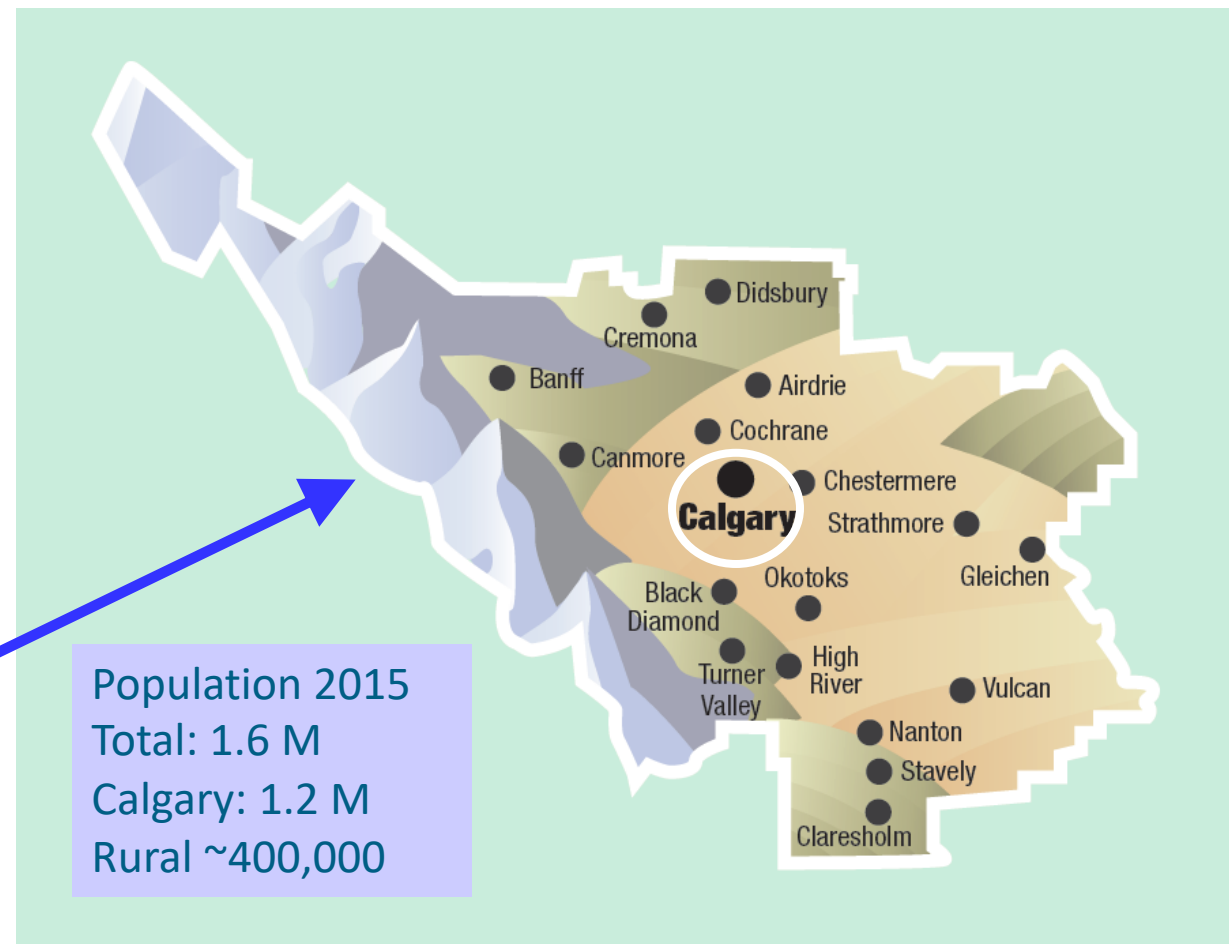 Didsbury
Cremona
Banff
Airdrie
Cochrane
Canmore
Chestermere
Calgary
Strathmore
Gleichen
Okotoks
Black
Diamond
High
River
Turner
Valley
Vulcan
Nanton
Stavely
Claresholm
Population 2015
Total: 1.6 M
Calgary: 1.2 M
Rural ~400,000